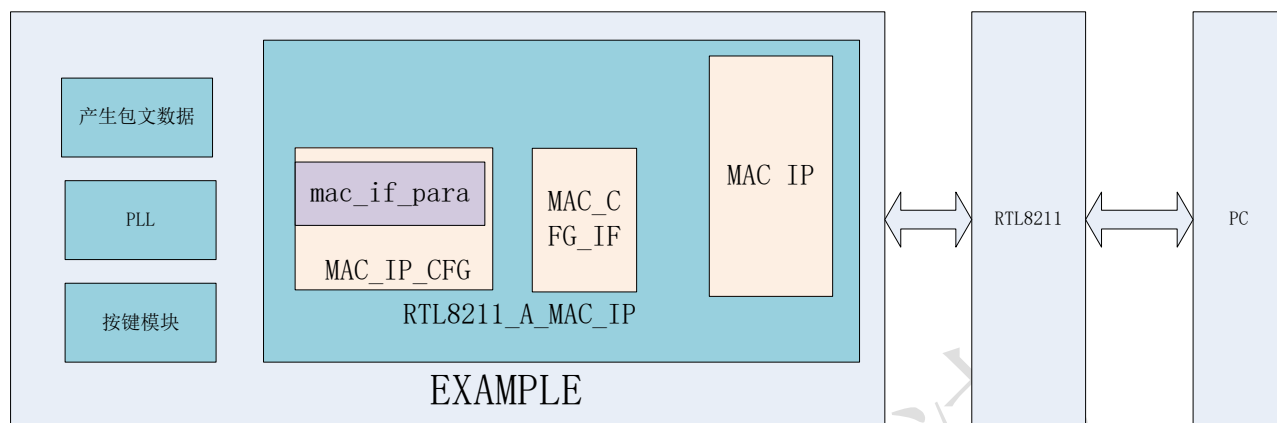 产生包文数据
PLL
按键模块
mac_if_para
MAC_IP_CFG
MAC_C
FG_IF
MAC IP
RTL8211_A_MAC_IP
EXAMPLE
RTL8211
PC